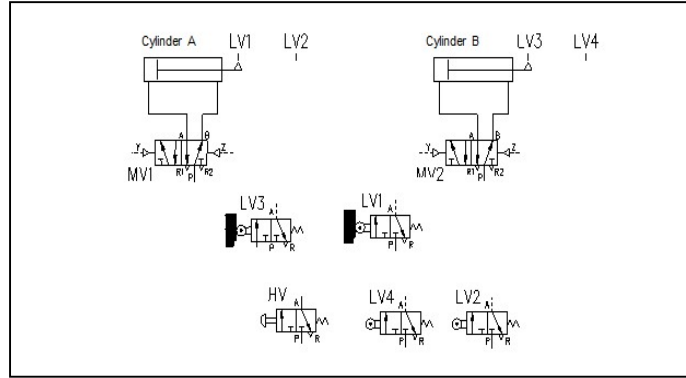 Cylinder A LV1 LV2 Cylinder B LV3 LV4
A B A B
Y Z Y Z
MV1 R1 P R2 MV2 R1 P R2
LV3 A LV1 A
P R P R
HV A LV4 A LV2 A
P R P R P R